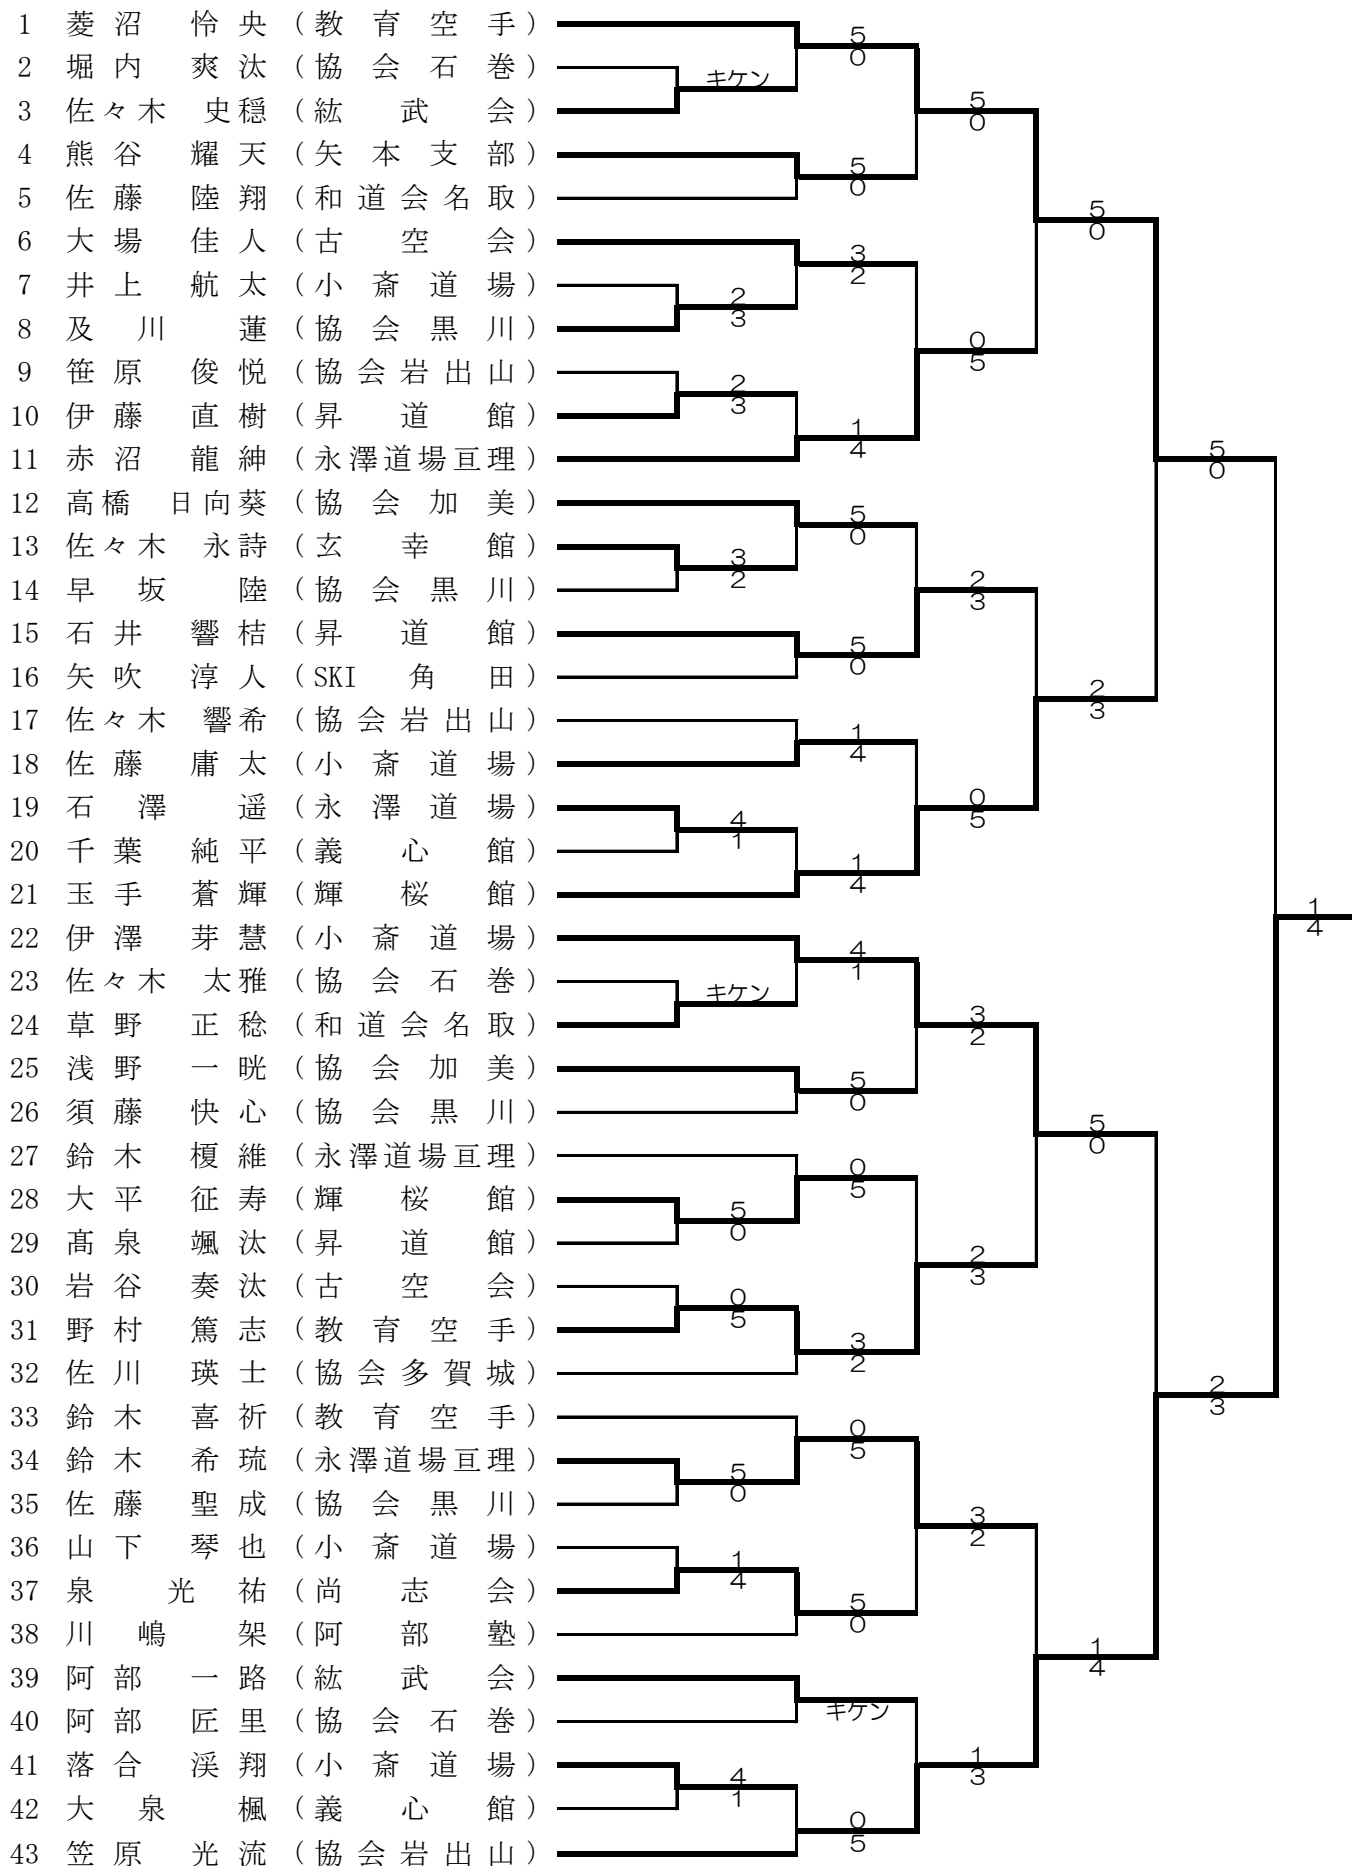 1 菱沼 怜央 (教育空手)
2 堀内 爽汰 (協会石巻)
3 佐々木 史穏 (紘武会)
4 熊谷 耀天 (矢本支部)
5 佐藤 陸翔 (和道会名取)
6 大場 佳人 (古空会)
7 井上 航太 (小斎道場)
8 及川 蓮 (協会黒川)
9 笹原 俊悦 (協会岩出山)
10 伊藤 直樹 (昇道館)
11 赤沼 龍紳 (永澤道場亘理)
12 高橋 日向葵 (協会加美)
13 佐々木 永詩 (玄幸館)
14 早坂 陸 (協会黒川)
15 石井 響桔 (昇道館)
16 矢吹 淳人 (SKI 角田)
17 佐々木 響希 (協会岩出山)
18 佐藤 庸太 (小斎道場)
19 石澤 遥 (永澤道場)
20 千葉 純平 (義心館)
21 玉手 蒼輝 (輝桜館)
22 伊澤 芽慧 (小斎道場)
23 佐々木 太雅 (協会石巻)
24 草野 正稔 (和道会名取)
25 浅野 一晄 (協会加美)
26 須藤 快心 (協会黒川)
27 鈴木 榎維 (永澤道場亘理)
28 大平 征寿 (輝桜館)
29 髙泉 颯汰 (昇道館)
30 岩谷 奏汰 (古空会)
31 野村 篤志 (教育空手)
32 佐川 瑛士 (協会多賀城)
33 鈴木 喜祈 (教育空手)
34 鈴木 希琉 (永澤道場亘理)
35 佐藤 聖成 (協会黒川)
36 山下 琴也 (小斎道場)
37 泉 光祐 (尚志会)
38 川嶋 架 (阿部塾)
39 阿部 一路 (紘武会)
40 阿部 匠里 (協会石巻)
41 落合 渓翔 (小斎道場)
42 大泉 楓 (義心館)
43 笠原 光流 (協会岩出山)
キケン
2
3
2
3
3
2
4
1
キケン
5
0
0
5
5
0
1
4
4
1
5
0
5
0
3
2
1
4
5
0
5
0
1
4
1
4
4
1
5
0
0
5
3
2
0
5
5
0
キケン
0
5
5
0
0
5
2
3
0
5
3
2
2
3
3
2
1
3
5
0
2
3
5
0
1
4
5
0
2
3
1
4